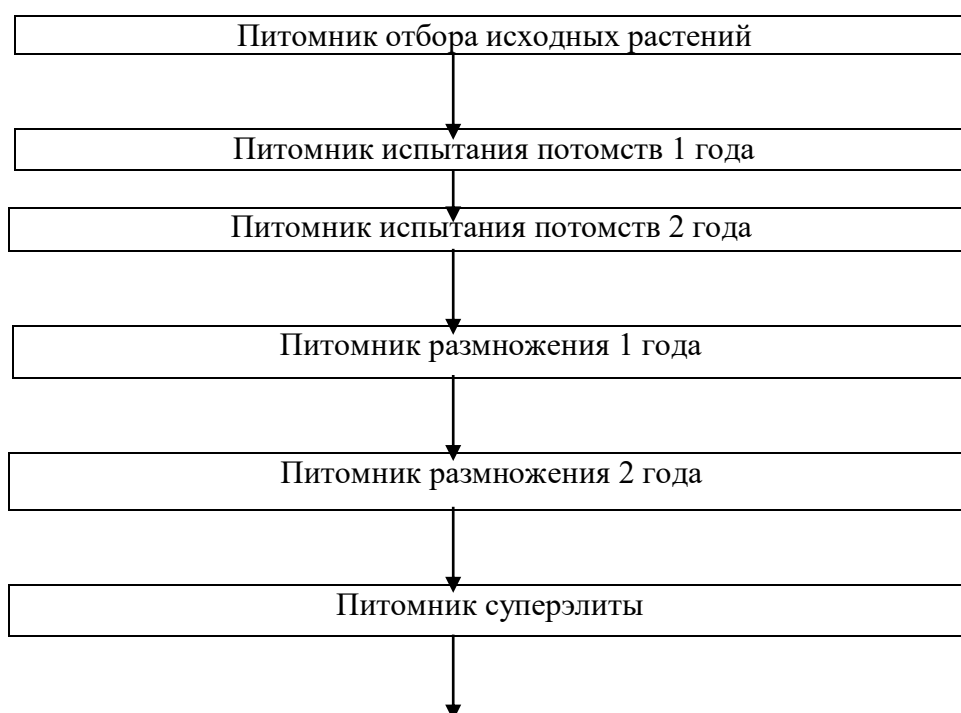 Питомник отбора исходных растений
Питомник испытания потомств 1 года
Питомник испытания потомств 2 года
Питомник размножения 1 года
Питомник размножения 2 года
Питомник суперэлиты